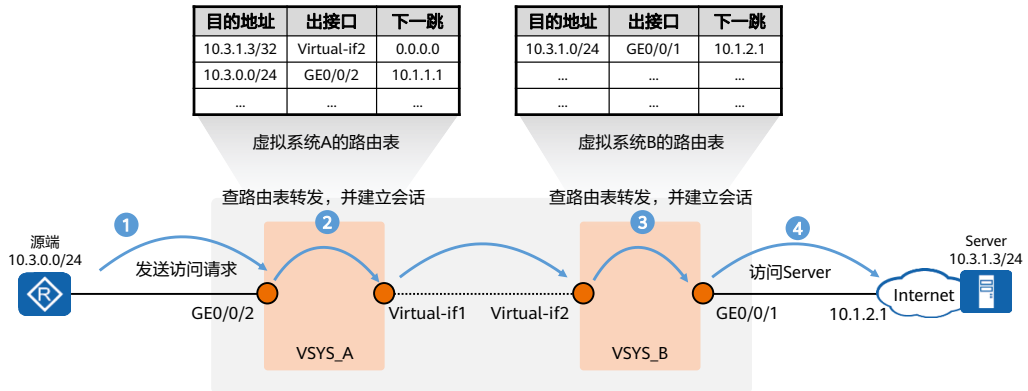 目的地址 出接口 下一跳
10.3.1.3/32 Virtual-if2 0.0.0.0
10.3.0.0/24 GE0/0/2 10.1.1.1
... ... ...
虚拟系统A的路由表
目的地址 出接口 下一跳
10.3.1.0/24 GE0/0/1 10.1.2.1
... ... ...
... ... ...
虚拟系统B的路由表
查路由表转发，并建立会话
查路由表转发，并建立会话
1
2
3
4
源端
10.3.0.0/24
发送访问请求
访问Server
Server
10.3.1.3/24
R
Internet
GE0/0/2
Virtual-if1
Virtual-if2
GE0/0/1
10.1.2.1
VSYS_A
VSYS_B